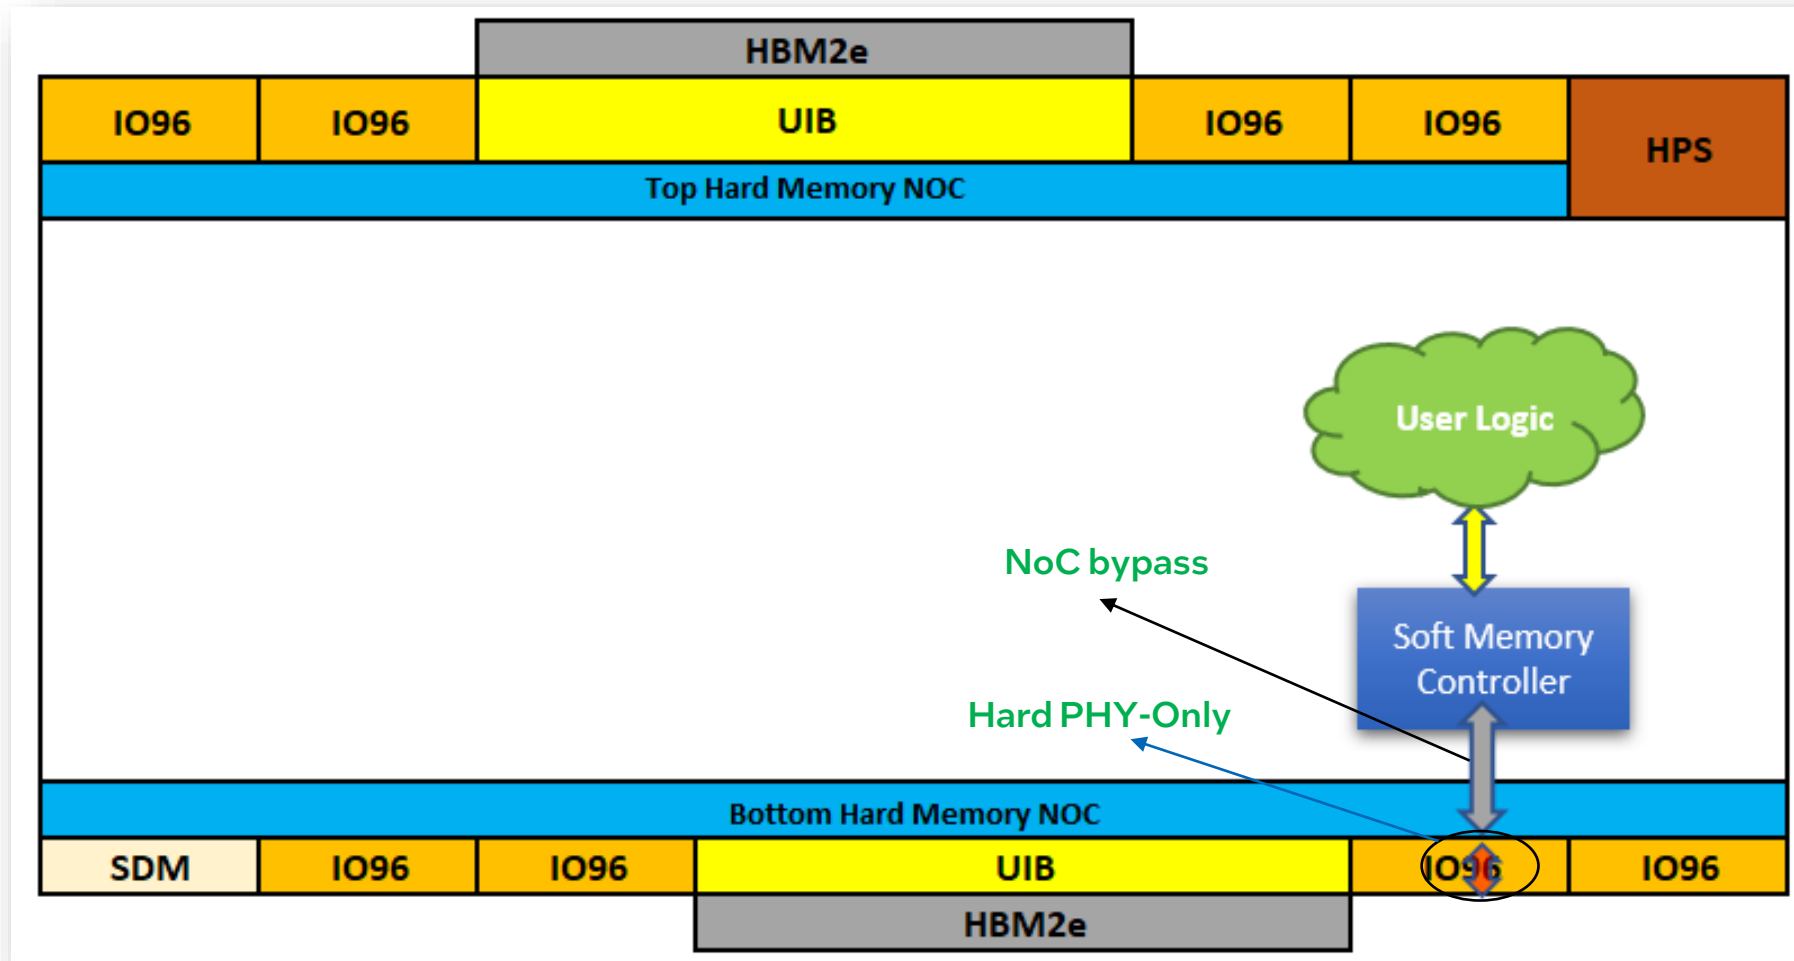 HBM2e
IO96
IO96
UIB
IO96
IO96
HPS
Top Hard Memory NOC
User Logic
NoC bypass
Soft Memory
Controller
Hard PHY-Only
Bottom Hard Memory NOC
SDM
IO96
IO96
UIB
IO96
IO96
HBM2e